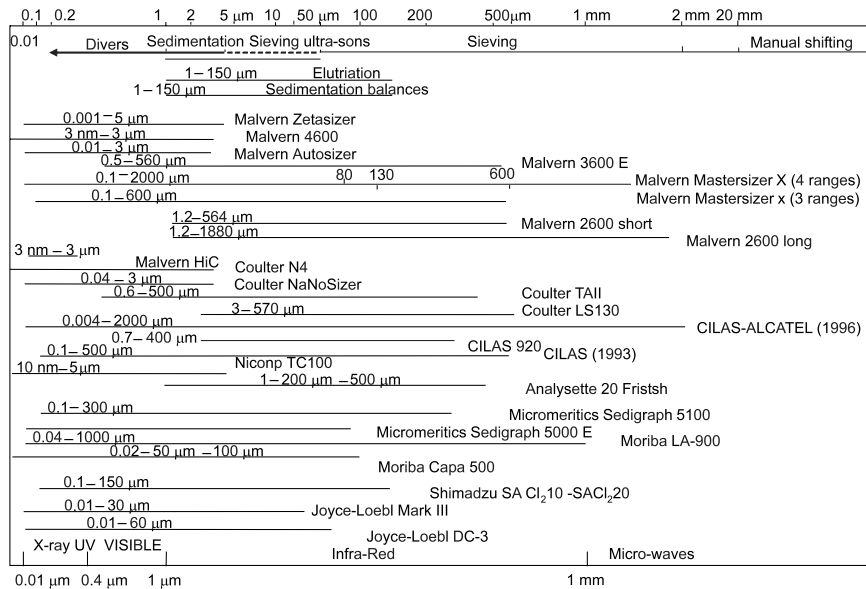 0.1 0.2 1 2 5 μm 10 50 μm 100 200 500μm 1 mm 2 mm 20 mm
0.01 Divers Sedimentation Sieving ultra-sons Sieving Manual shifting
1–150 μm Elutriation
1–150 μm Sedimentation balances
0.001–5 μm Malvern Zetasizer
3 nm–3 μm Malvern 4600
0.01–3 μm Malvern Autosizer
0.5–560 μm Malvern 3600 E
0.1–2000 μm 80 130 600 Malvern Mastersizer X (4 ranges)
0.1–600 μm Malvern Mastersizer x (3 ranges)
1.2–564 μm Malvern 2600 short
1.2–1880 μm Malvern 2600 long
3 nm–3 μm
Malvern HiC Coulter N4
0.04–3 μm Coulter NaNoSizer
0.6–500 μm Coulter TAII
3–570 μm Coulter LS130
0.004–2000 μm CILAS-ALCATEL (1996)
0.7–400 μm CILAS 920
0.1–500 μm CILAS (1993)
10 nm–5μm Niconp TC100
1–200 μm –500 μm Analysette 20 Fristsh
0.1–300 μm Micromeritics Sedigraph 5100
Micromeritics Sedigraph 5000 E
0.04–1000 μm Moriba LA-900
0.02–50 μm –100 μm Moriba Capa 500
0.1–150 μm Shimadzu SA Cl₂10 -SACl₂20
0.01–30 μm Joyce-Loebl Mark III
0.01–60 μm Joyce-Loebl DC-3
X-ray UV VISIBLE Infra-Red Micro-waves
0.01 μm 0.4 μm 1 μm 1 mm